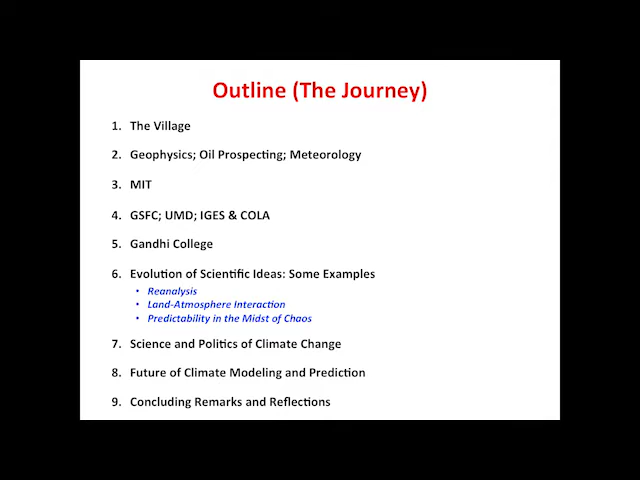 Outline (The Journey)
1. The Village
2. Geophysics; Oil Prospecting; Meteorology
3. MIT
4. GSFC; UMD; IGES & COLA
5. Gandhi College
6. Evolution of Scientific Ideas: Some Examples
• Reanalysis
• Land-Atmosphere Interaction
• Predictability in the Midst of Chaos
7. Science and Politics of Climate Change
8. Future of Climate Modeling and Prediction
9. Concluding Remarks and Reflections